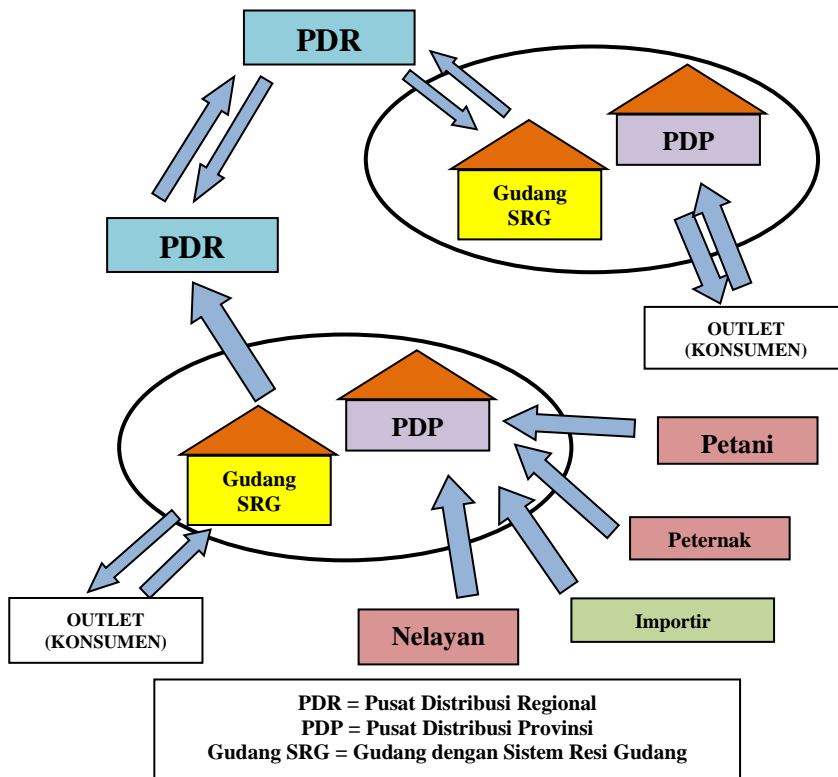 PDR
PDP
Gudang
SRG
PDR
OUTLET
(KONSUMEN)
PDP
Gudang
SRG
Petani
Peternak
OUTLET
(KONSUMEN)
Nelayan
Importir
PDR = Pusat Distribusi Regional
PDP = Pusat Distribusi Provinsi
Gudang SRG = Gudang dengan Sistem Resi Gudang